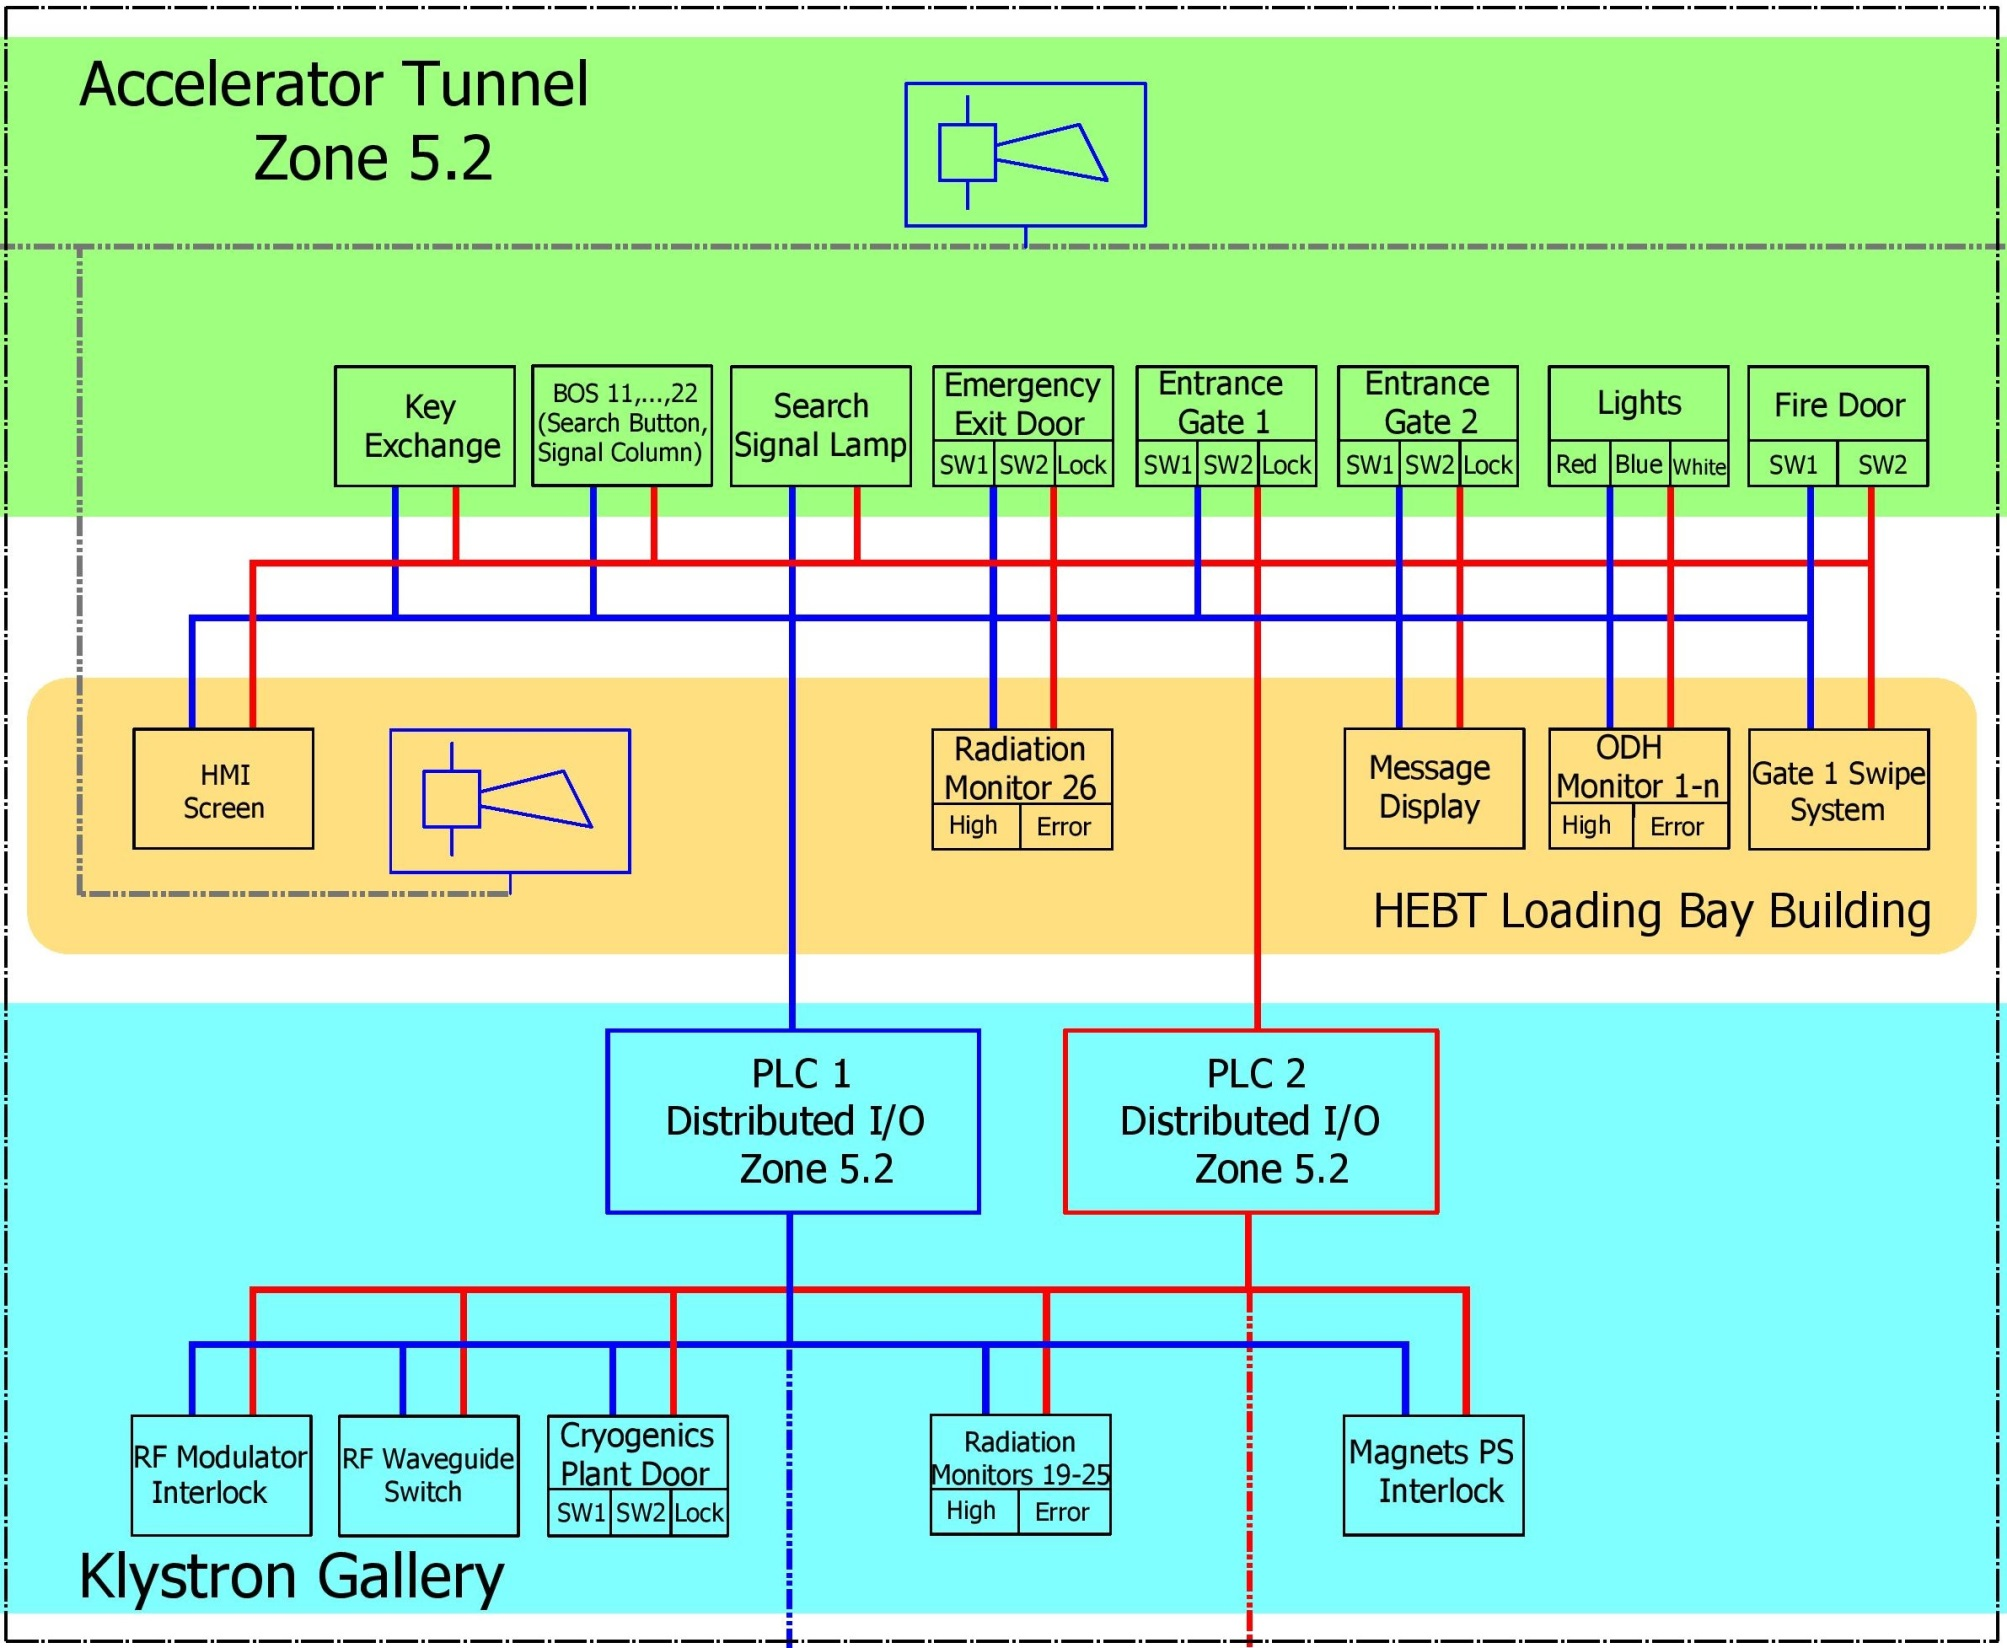 Accelerator Tunnel
Zone 5.2
Key
Exchange
BOS 11,...,22
(Search Button,
Signal Column)
Search
Signal Lamp
Emergency
Exit Door
SW1 SW2 Lock
Entrance
Gate 1
SW1 SW2 Lock
Entrance
Gate 2
SW1 SW2 Lock
Lights
Red Blue White
Fire Door
SW1 SW2
HMI
Screen
Radiation
Monitor 26
High Error
Message
Display
ODH
Monitor 1-n
High Error
Gate 1 Swipe
System
HEBT Loading Bay Building
PLC 1
Distributed I/O
Zone 5.2
PLC 2
Distributed I/O
Zone 5.2
RF Modulator
Interlock
RF Waveguide
Switch
Cryogenics
Plant Door
SW1 SW2 Lock
Radiation
Monitors 19-25
High Error
Magnets PS
Interlock
Klystron Gallery